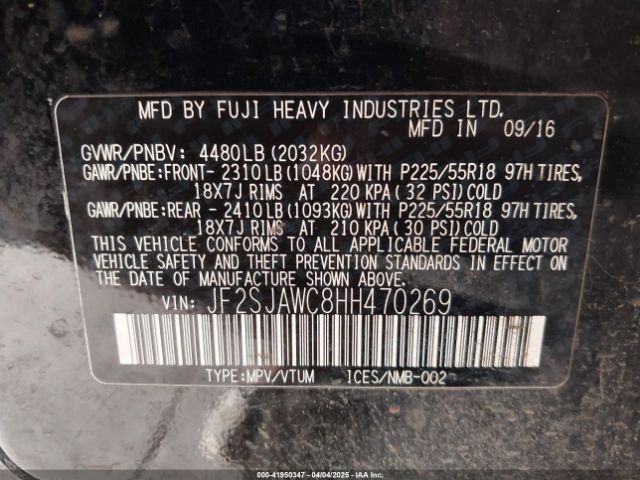 MFD BY FUJI HEAVY INDUSTRIES LTD.
MFD IN 09/16
GVWR/PNBV: 4480LB(2032KG)
GAWR/PNBE:FRONT-2310LB(1048KG)WITH P225/55R18 97H TIRES,
18X7J RIMS AT 220 KPA( 32 PSI)COLD
GAWR/PNBE:REAR -2410LB(1093KG)WITH P225/55R18 97H TIRES,
18X7J RIMS AT 210 KPA( 30 PSI)COLD
THIS VEHICLE CONFORMS TO ALL APPLICABLE FEDERAL MOTOR
VEHICLE SAFETY AND THEFT PREVENTION STANDARDS IN EFFECT ON
THE DATE OF MANUFACTURE SHOWN ABOVE.
VIN: JF2SJAWC8HH470269
TYPE:MPV/VTUM ICES/NMB-002
000-41950347 - 04/04/2025 - IAA Inc.